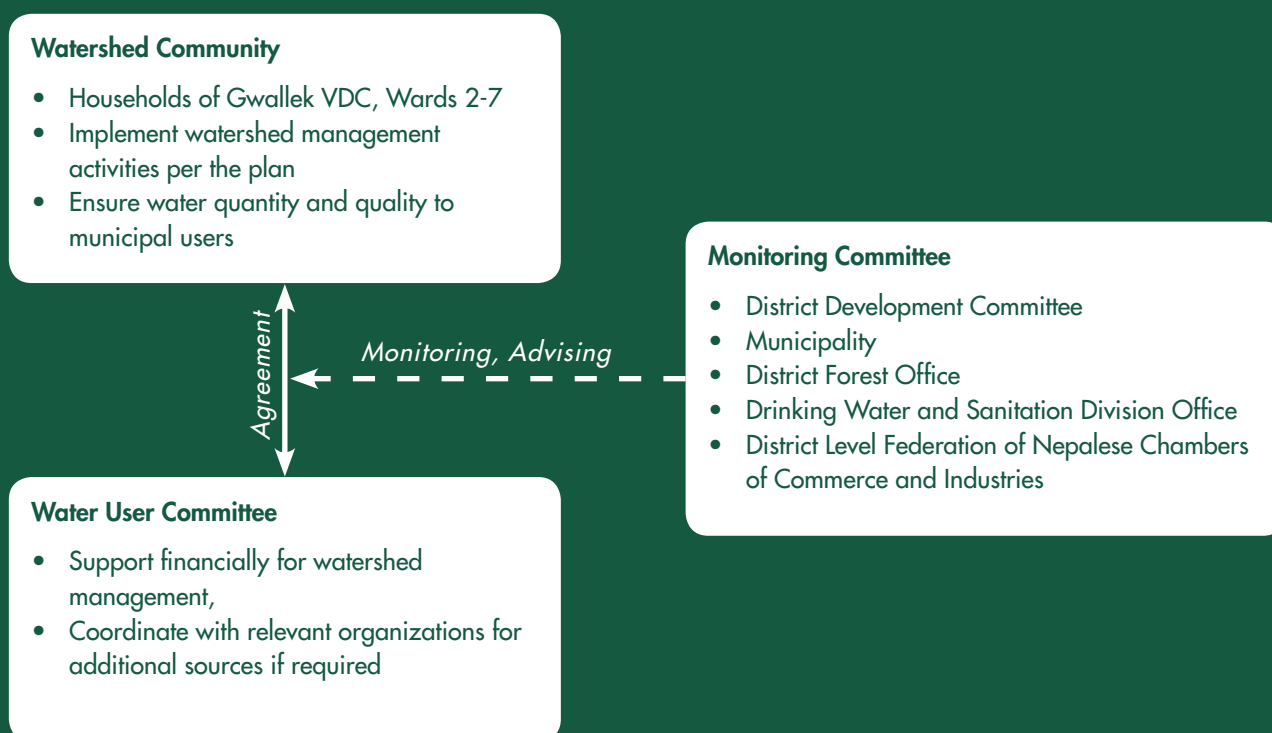 Watershed Community
• Households of Gwallek VDC, Wards 2-7
• Implement watershed management
activities per the plan
• Ensure water quantity and quality to
municipal users
Agreement
Monitoring, Advising
Monitoring Committee
• District Development Committee
• Municipality
• District Forest Office
• Drinking Water and Sanitation Division Office
• District Level Federation of Nepalese Chambers
of Commerce and Industries
Water User Committee
• Support financially for watershed
management,
• Coordinate with relevant organizations for
additional sources if required